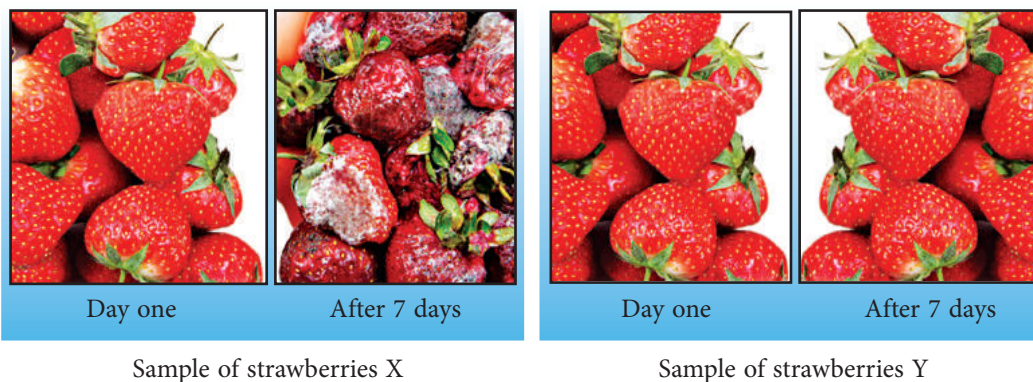 Day one
After 7 days
Day one
After 7 days
Sample of strawberries X
Sample of strawberries Y